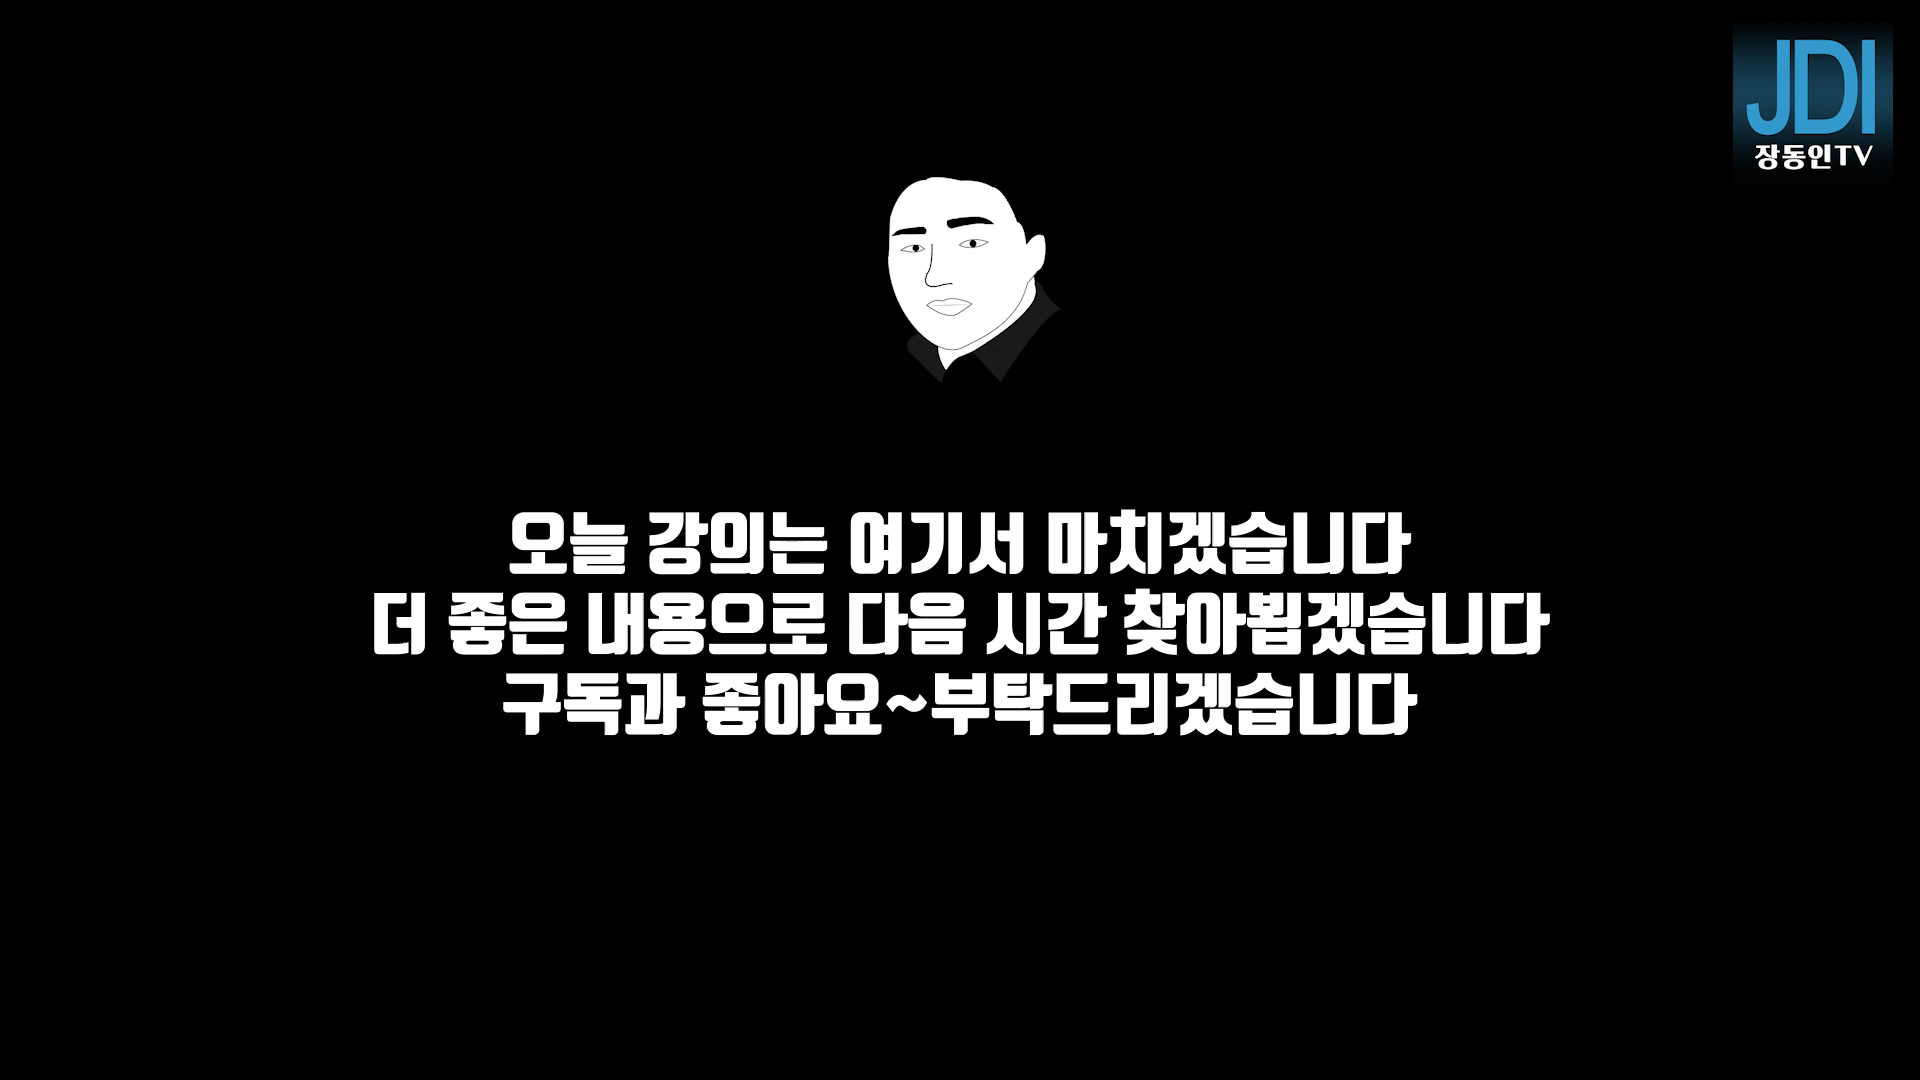 JDI
장동인TV
오늘 강의는 여기서 마치겠습니다
더 좋은 내용으로 다음 시간 찾아뵙겠습니다
구독과 좋아요~부탁드리겠습니다